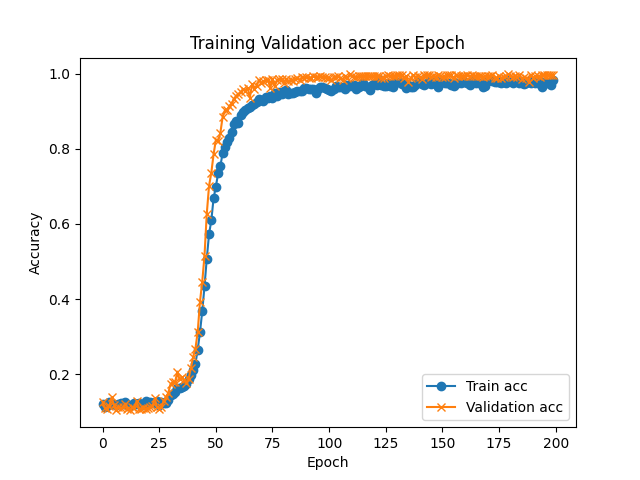 Training Validation acc per Epoch
1.0
0.8
0.6
0.4
0.2
Accuracy
0 25 50 75 100 125 150 175 200
Epoch
Train acc
Validation acc